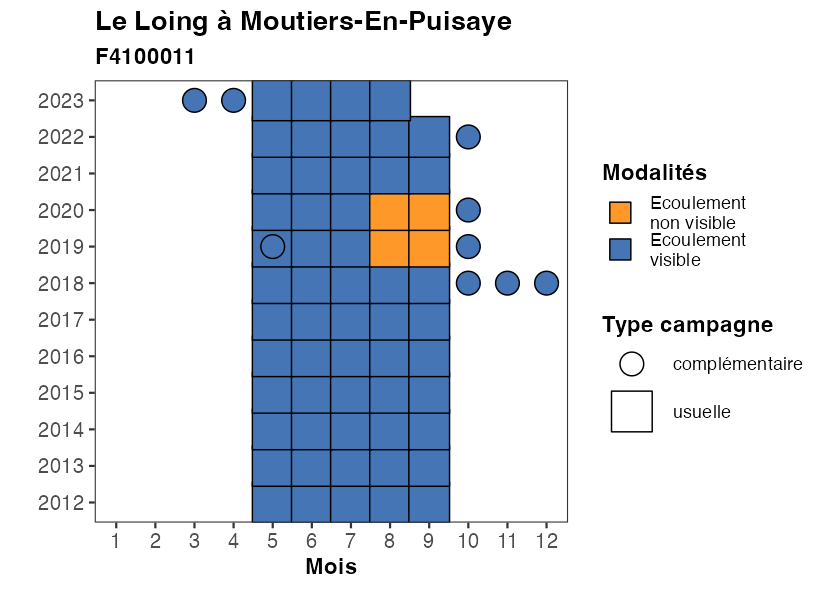 Le Loing à Moutiers-En-Puisaye
F4100011
2023
2022
2021
2020
2019
2018
2017
2016
2015
2014
2013
2012
1 2 3 4 5 6 7 8 9 10 11 12
Mois
Modalités
Ecoulement
non visible
Ecoulement
visible
Type campagne
complémentaire
usuelle